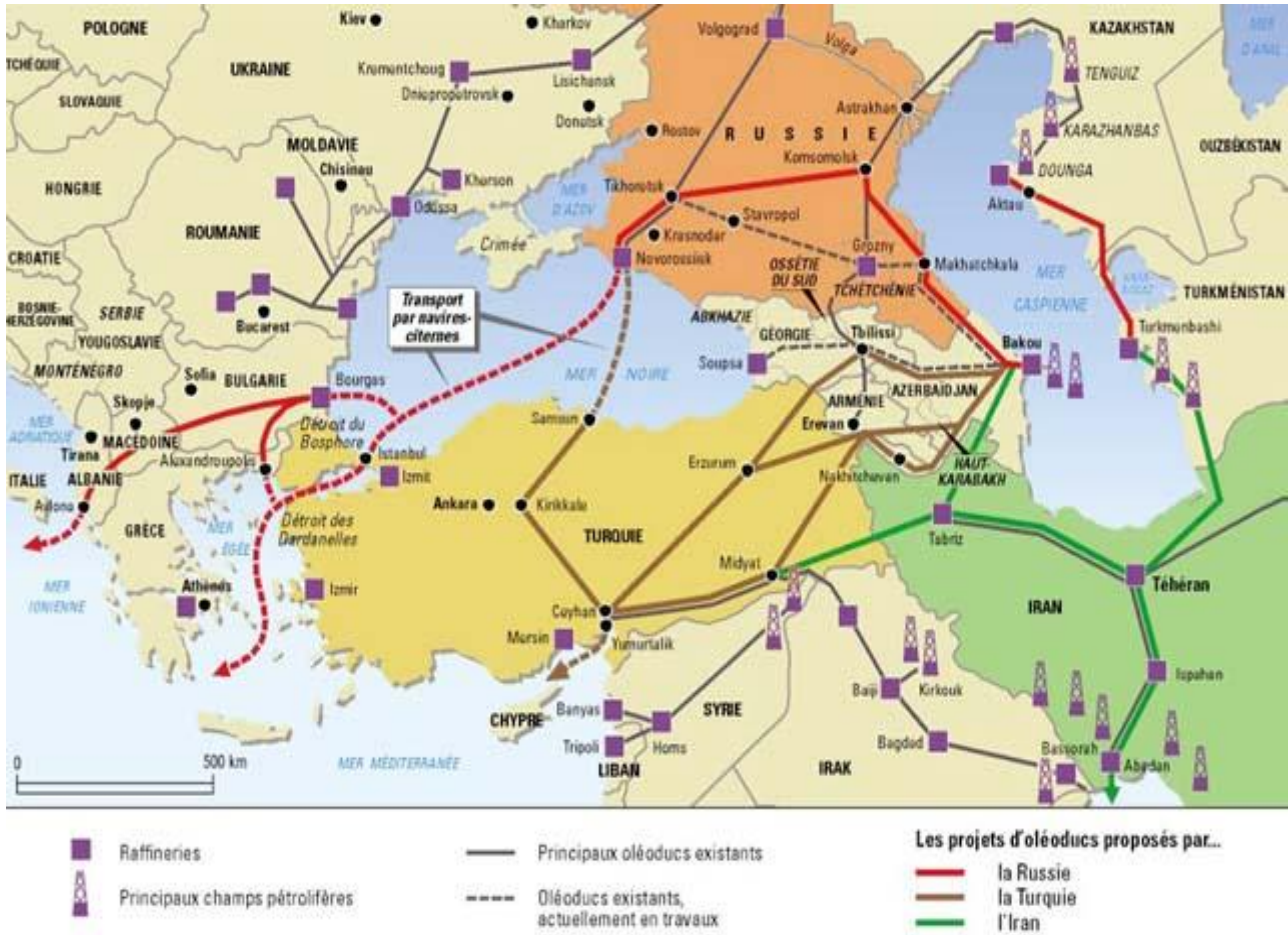 POLOGNE
Kiev
Kharkov
Volgograd
Volga
KAZAKHSTAN
MER
D'ARAL
TCHÉQUIE
UKRAINE
Krementchoug
Lisichansk
TENGUIZ
SLOVAQUIE
Dniepropetrovsk
Donetsk
Astrakhan
KARAZHANBAS
Rostov
RUSSIE
OUZBÉKISTAN
MOLDAVIE
Chisinau
Komsomolsk
DOUNGA
HONGRIE
Kherson
MER
D'AZOV
Tikhoretsk
Aktau
Odessa
Stavropol
ROUMANIE
Crimée
Krasnodar
Grozny
CROATIE
Novorossisk
OSSÉTIE
DU SUD
Makhatchkala
MER
CASPIENNE
TCHÉTCHÉNIE
TURKMÉNISTAN
BOSNIE-
HERZÉGOVINE
SERBIE
Bucarest
Transport
par navires-
citernes
ABKHAZIE
GÉORGIE
Tbilissi
Turkmenbashi
YOUGOSLAVIE
Bakou
MONTÉNÉGRO
Sofia
BULGARIE
Bourgas
MER NOIRE
Soupsa
AZERBAÏDJAN
Skopje
ARMÉNIE
MER
ADRIATIQUE
MACÉDOINE
Détroit du
Bosphore
Samsun
Erevan
Tirana
Alexandroupolis
Istanbul
Erzurum
Nakhitchevan
HAUT-
KARABAKH
ITALIE
ALBANIE
Izmit
Avlona
Ankara
Kirikkale
GRÈCE
MER
ÉGÉE
Détroit des
Dardanelles
TURQUIE
Tabriz
Midyat
Téhéran
MER
IONIENNE
Athènes
Izmir
Ceyhan
IRAN
Mersin
Yumurtalik
Ispahan
Baiji
Kirkouk
CHYPRE
Banyas
SYRIE
Tripoli
Homs
Bagdad
Bassorah
Abadan
0
500 km
MER MÉDITERRANÉE
LIBAN
IRAK
Raffineries
Principaux champs pétrolifères
Principaux oléoducs existants
Oléoducs existants,
actuellement en travaux
Les projets d'oléoducs proposés par...
la Russie
la Turquie
l'Iran